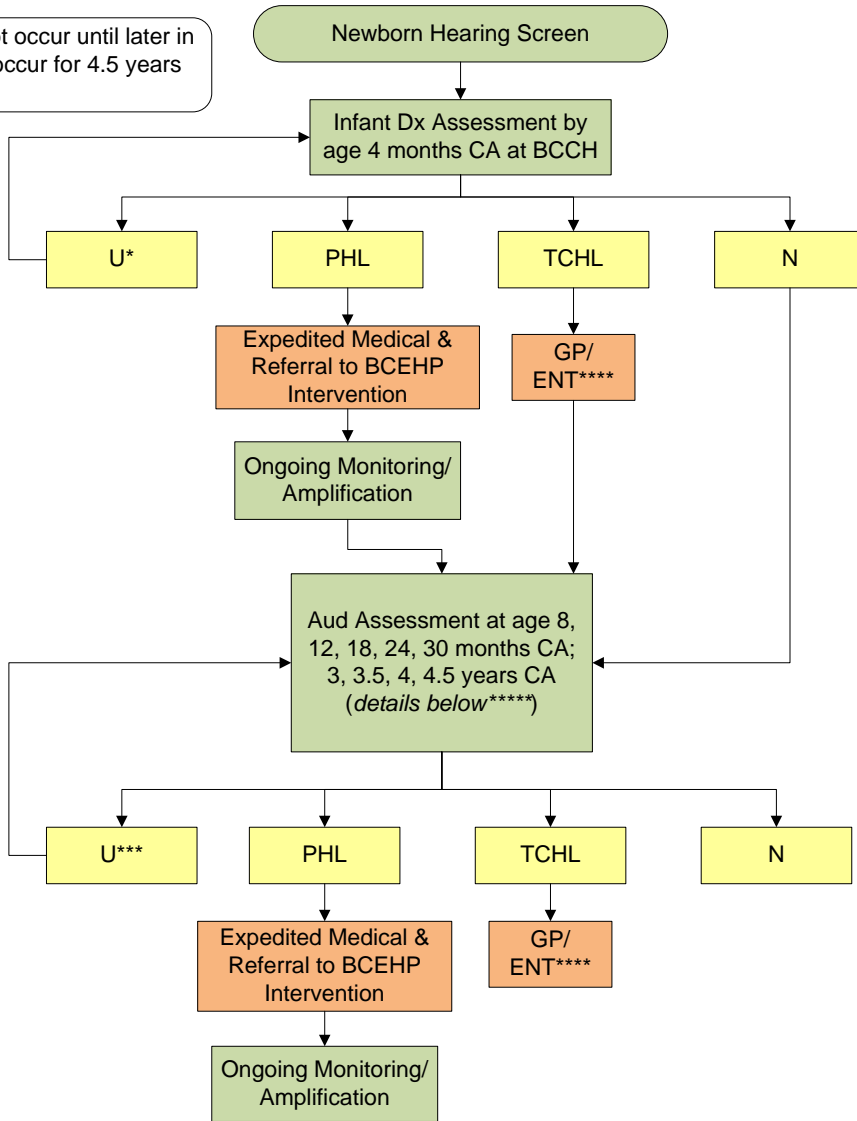 ot occur until later in
occur for 4.5 years
Newborn Hearing Screen
Infant Dx Assessment by
age 4 months CA at BCCH
U*
PHL
TCHL
N
Expedited Medical &
Referral to BCEHP
Intervention
GP/
ENT****
Ongoing Monitoring/
Amplification
Aud Assessment at age 8,
12, 18, 24, 30 months CA;
3, 3.5, 4, 4.5 years CA
(details below*****)
U***
PHL
TCHL
N
Expedited Medical &
Referral to BCEHP
Intervention
GP/
ENT****
Ongoing Monitoring/
Amplification